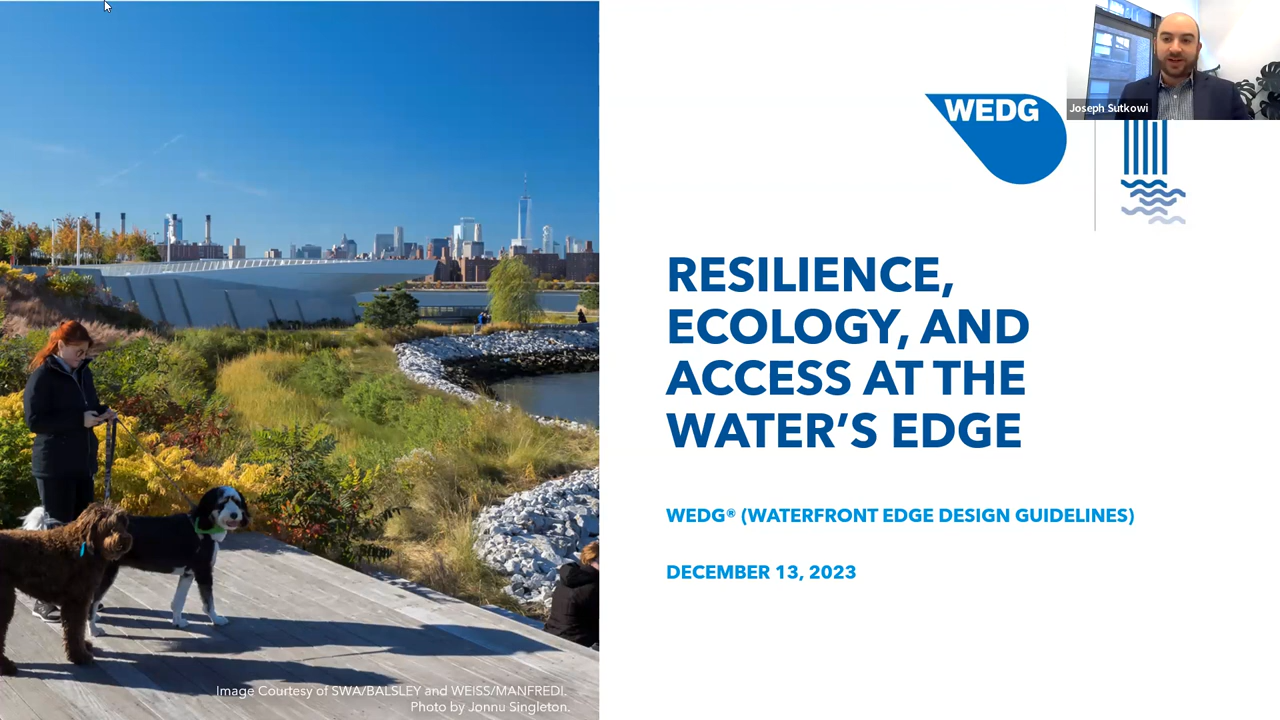 WEDG
Joseph Sutkowi
RESILIENCE,
ECOLOGY, AND
ACCESS AT THE
WATER'S EDGE
WEDG® (WATERFRONT EDGE DESIGN GUIDELINES)
DECEMBER 13, 2023
Image Courtesy of SWA/BALSLEY and WEISS/MANFREDI.
Photo by Jonnu Singleton.